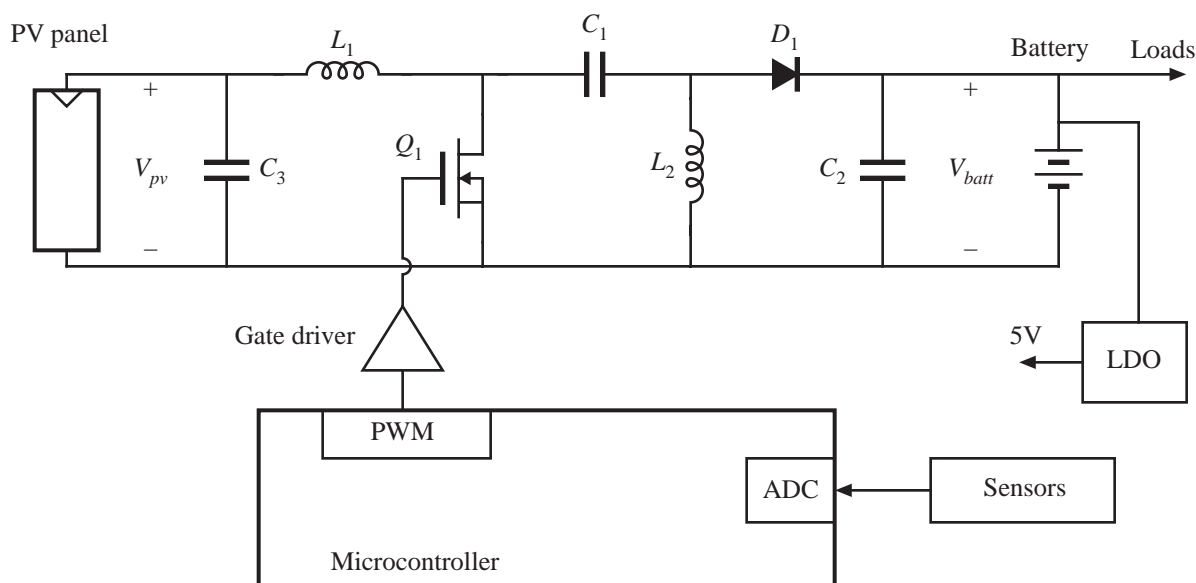 PV panel
L1
C1
D1
Battery
Loads
+
+
Q1
Vpv
C3
L2
C2
Vbatt
–
–
Gate driver
5V
LDO
PWM
ADC
Sensors
Microcontroller